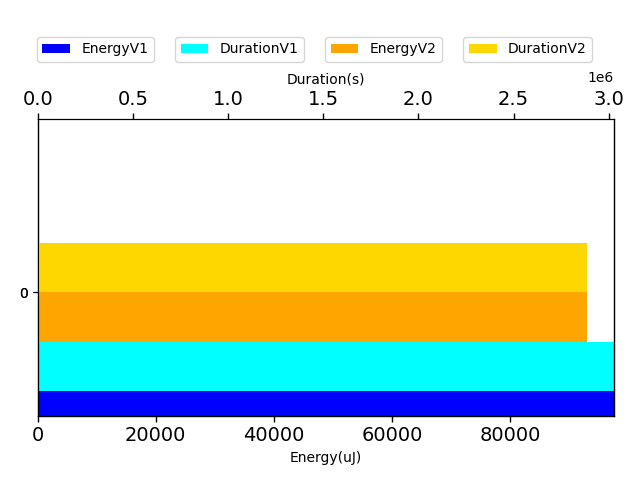 EnergyV1 DurationV1 EnergyV2 DurationV2
Duration(s)
1e6
0.0 0.5 1.0 1.5 2.0 2.5 3.0
0
0 20000 40000 60000 80000
Energy(uJ)